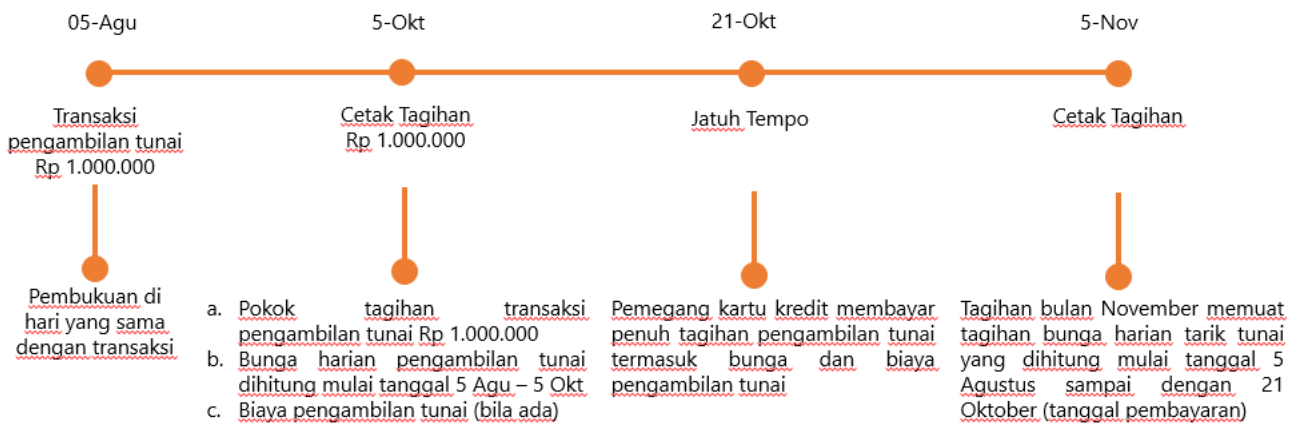 05-Agu
5-Okt
21-Okt
5-Nov
Transaksi
pengambilan tunai
Rp 1.000.000
Cetak Tagihan
Rp 1.000.000
Jatuh Tempo
Cetak Tagihan
Pembukuan di
hari yang sama
dengan transaksi
a. Pokok tagihan transaksi
pengambilan tunai Rp 1.000.000
b. Bunga harian pengambilan tunai
dihitung mulai tanggal 5 Agu – 5 Okt
c. Biaya pengambilan tunai (bila ada)
Pemegang kartu kredit membayar
penuh tagihan pengambilan tunai
termasuk bunga dan biaya
pengambilan tunai
Tagihan bulan November memuat
tagihan bunga harian tarik tunai
yang dihitung mulai tanggal 5
Agustus sampai dengan 21
Oktober (tanggal pembayaran)